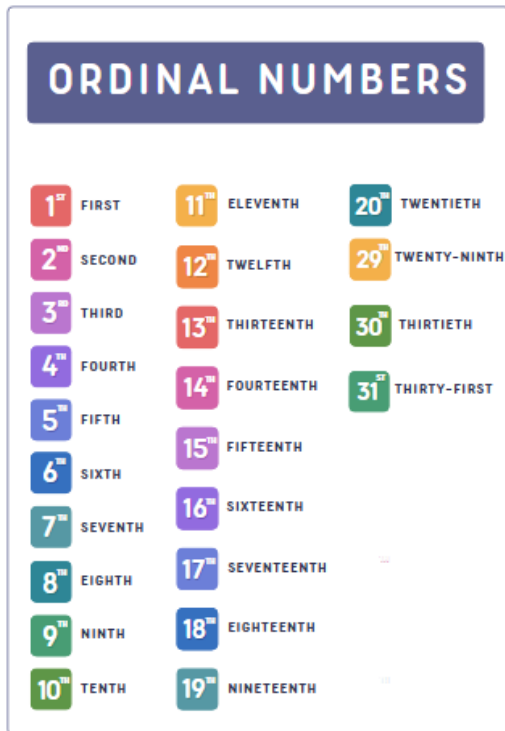 ORDINAL NUMBERS
1ST FIRST
2ND SECOND
3RD THIRD
4TH FOURTH
5TH FIFTH
6TH SIXTH
7TH SEVENTH
8TH EIGHTH
9TH NINTH
10TH TENTH
11TH ELEVENTH
12TH TWELFTH
13TH THIRTEENTH
14TH FOURTEENTH
15TH FIFTEENTH
16TH SIXTEENTH
17TH SEVENTEENTH
18TH EIGHTEENTH
19TH NINETEENTH
20TH TWENTIETH
29TH TWENTY-NINTH
30TH THIRTIETH
31ST THIRTY-FIRST